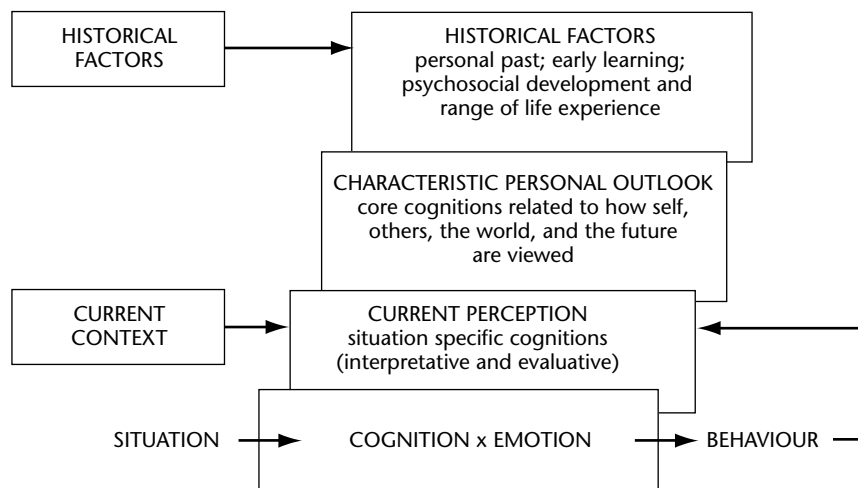 HISTORICAL
FACTORS
HISTORICAL FACTORS
personal past; early learning;
psychosocial development and
range of life experience
CHARACTERISTIC PERSONAL OUTLOOK
core cognitions related to how self,
others, the world, and the future
are viewed
CURRENT
CONTEXT
CURRENT PERCEPTION
situation specific cognitions
(interpretative and evaluative)
SITUATION
COGNITION x EMOTION
BEHAVIOUR